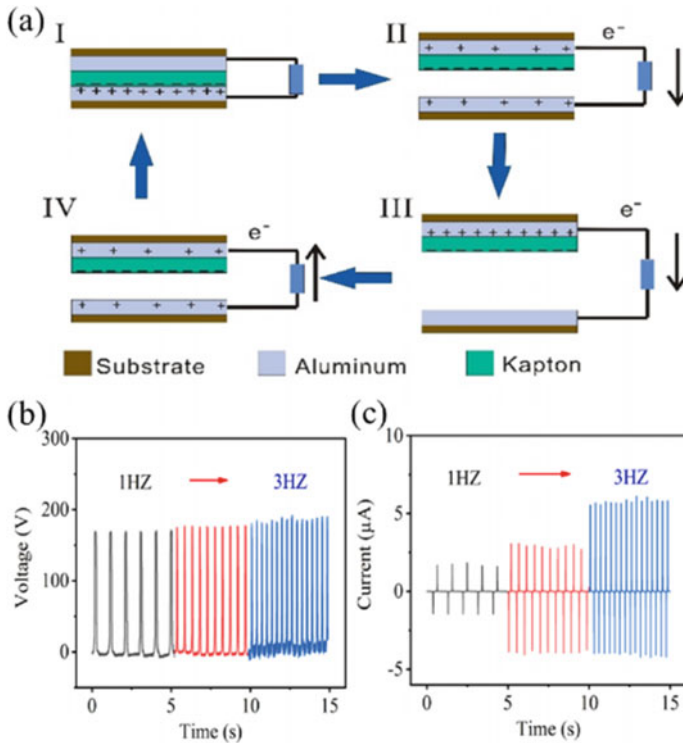 (a)
I
II
e⁻
+ + + + +
+ + + + + + + + + + +
+ + + + +
IV
III
e⁻
e⁻
+ + + + +
+ + + + + + + + + +
+ + + + +
Substrate Aluminum Kapton
(b)
(c)
300
200
100
0
Voltage (V)
1HZ
3HZ
0 5 10 15
Time (s)
10
5
0
-5
Current (μA)
1HZ
3HZ
0 5 10 15
Time (s)